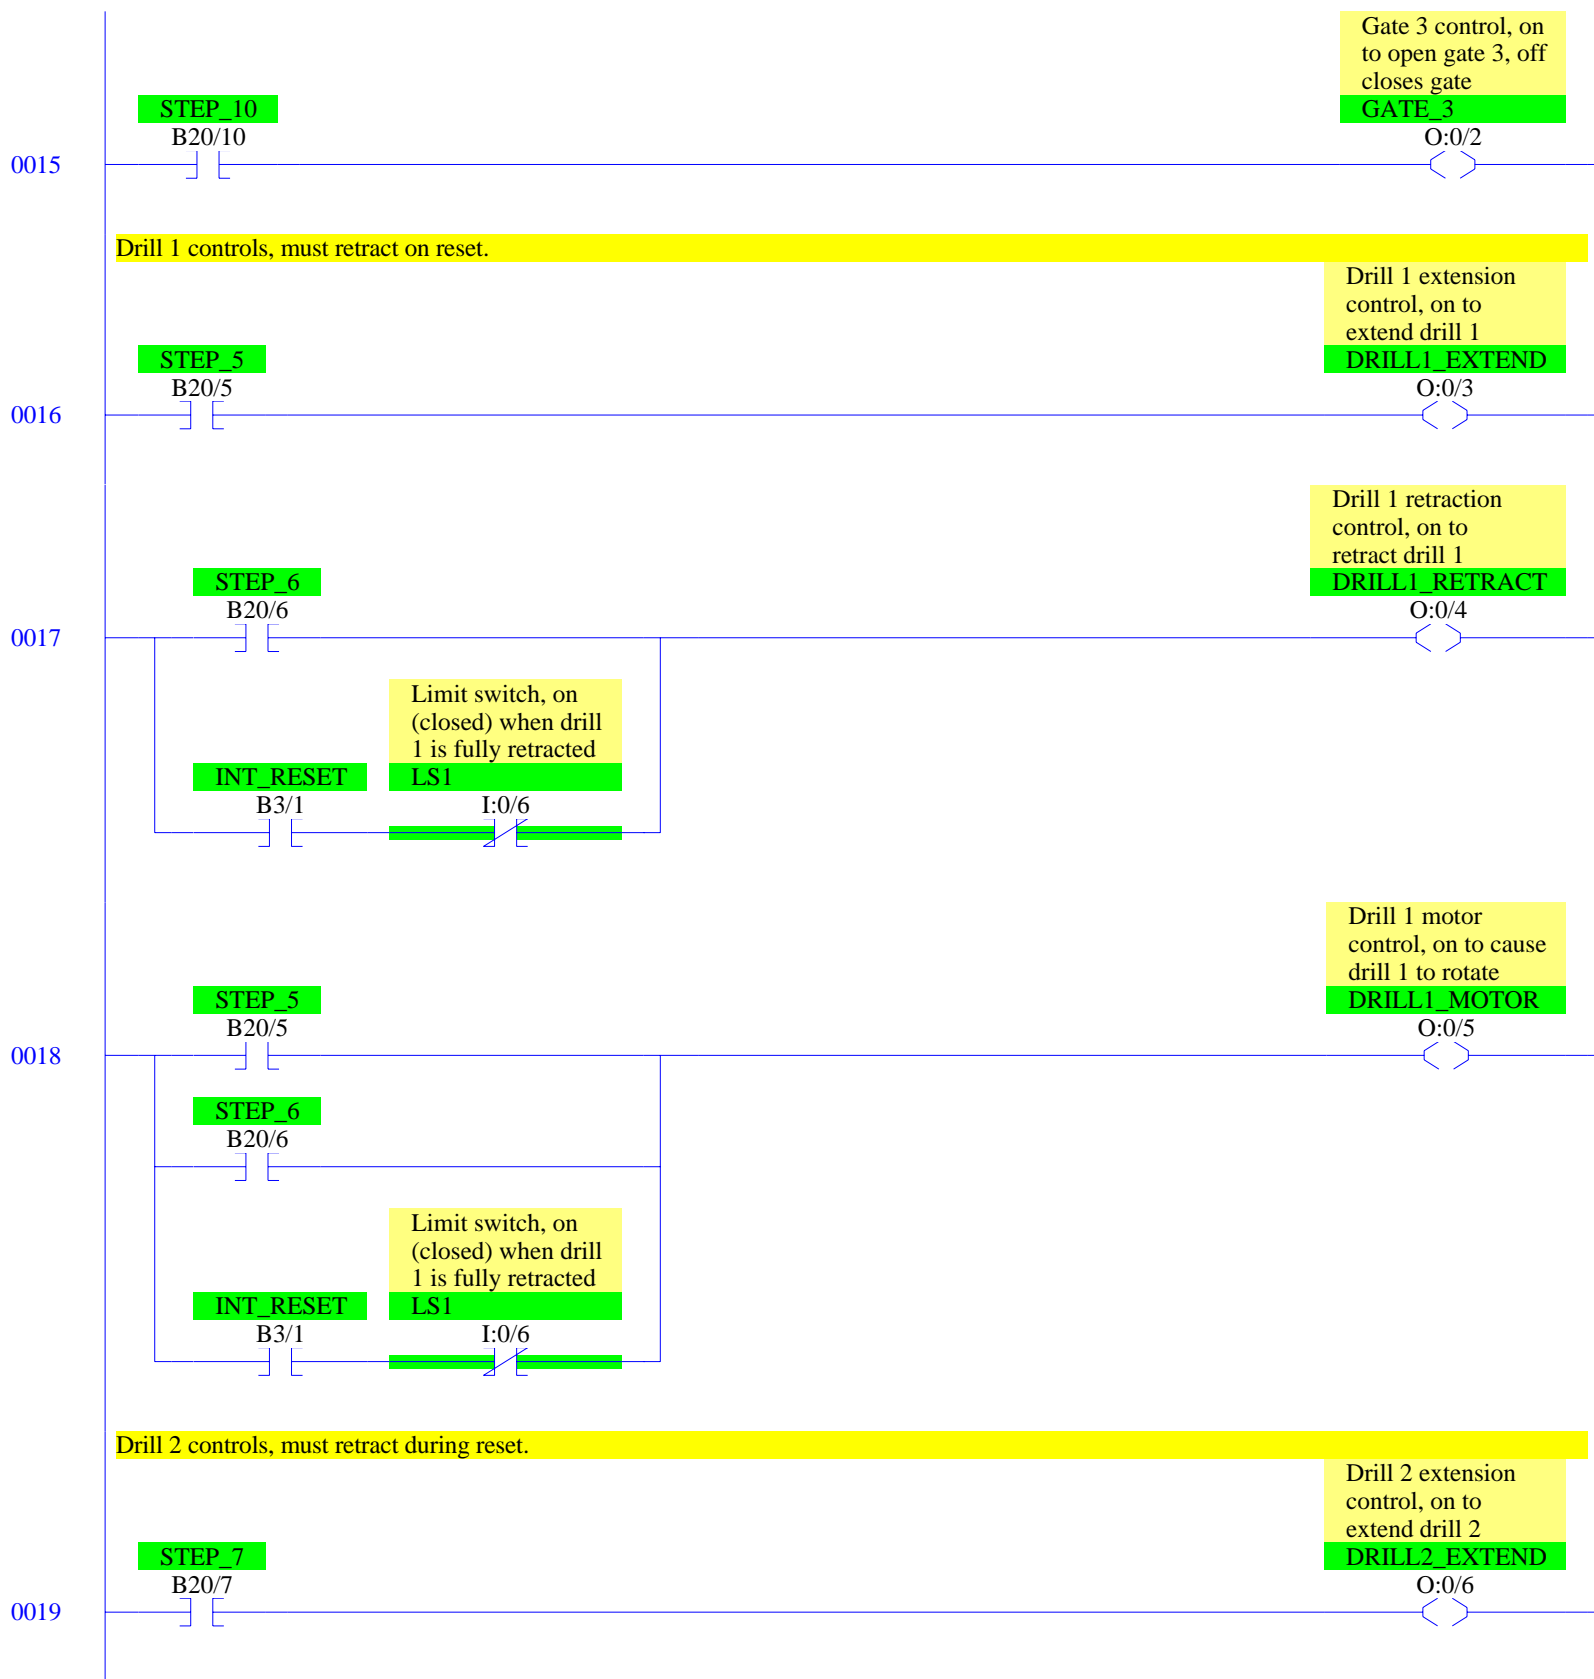 Gate 3 control, on
to open gate 3, off
closes gate
STEP_10
GATE_3
B20/10
O:0/2
0015
Drill 1 controls, must retract on reset.
Drill 1 extension
control, on to
extend drill 1
STEP_5
DRILL1_EXTEND
B20/5
O:0/3
0016
Drill 1 retraction
control, on to
retract drill 1
STEP_6
DRILL1_RETRACT
B20/6
O:0/4
0017
Limit switch, on
(closed) when drill
1 is fully retracted
INT_RESET
LS1
B3/1
I:0/6
Drill 1 motor
control, on to cause
drill 1 to rotate
STEP_5
DRILL1_MOTOR
B20/5
O:0/5
0018
STEP_6
B20/6
Limit switch, on
(closed) when drill
1 is fully retracted
INT_RESET
LS1
B3/1
I:0/6
Drill 2 controls, must retract during reset.
Drill 2 extension
control, on to
extend drill 2
STEP_7
DRILL2_EXTEND
B20/7
O:0/6
0019